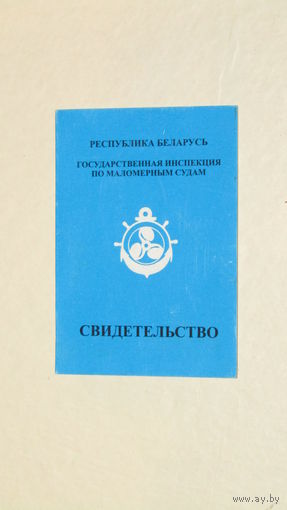 РЕСПУБЛИКА БЕЛАРУСЬ
ГОСУДАРСТВЕННАЯ ИНСПЕКЦИЯ
ПО МАЛОМЕРНЫМ СУДАМ
СВИДЕТЕЛЬСТВО
www.ay.by